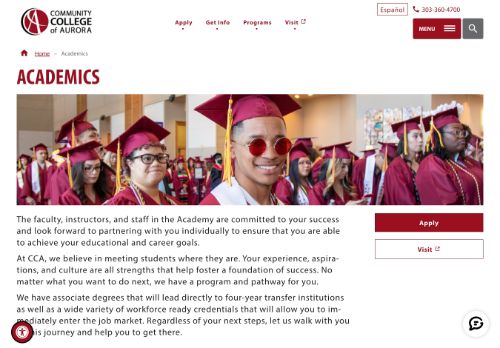 COMMUNITY
COLLEGE
of AURORA
Español
303-360-4700
Apply
Get Info
Programs
Visit
MENU
Home - Academics
ACADEMICS
The faculty, instructors, and staff in the Academy are committed to your success
and look forward to partnering with you individually to ensure that you are able
to achieve your educational and career goals.
Apply
Visit
At CCA, we believe in meeting students where they are. Your experience, aspira-
tions, and culture are all strengths that help foster a foundation of success. No
matter what you want to do next, we have a program and pathway for you.
We have associate degrees that will lead directly to four-year transfer institutions
as well as a wide variety of workforce ready credentials that will allow you to im-
mediately enter the job market. Regardless of your next steps, let us walk with you
journey and help you to get there.